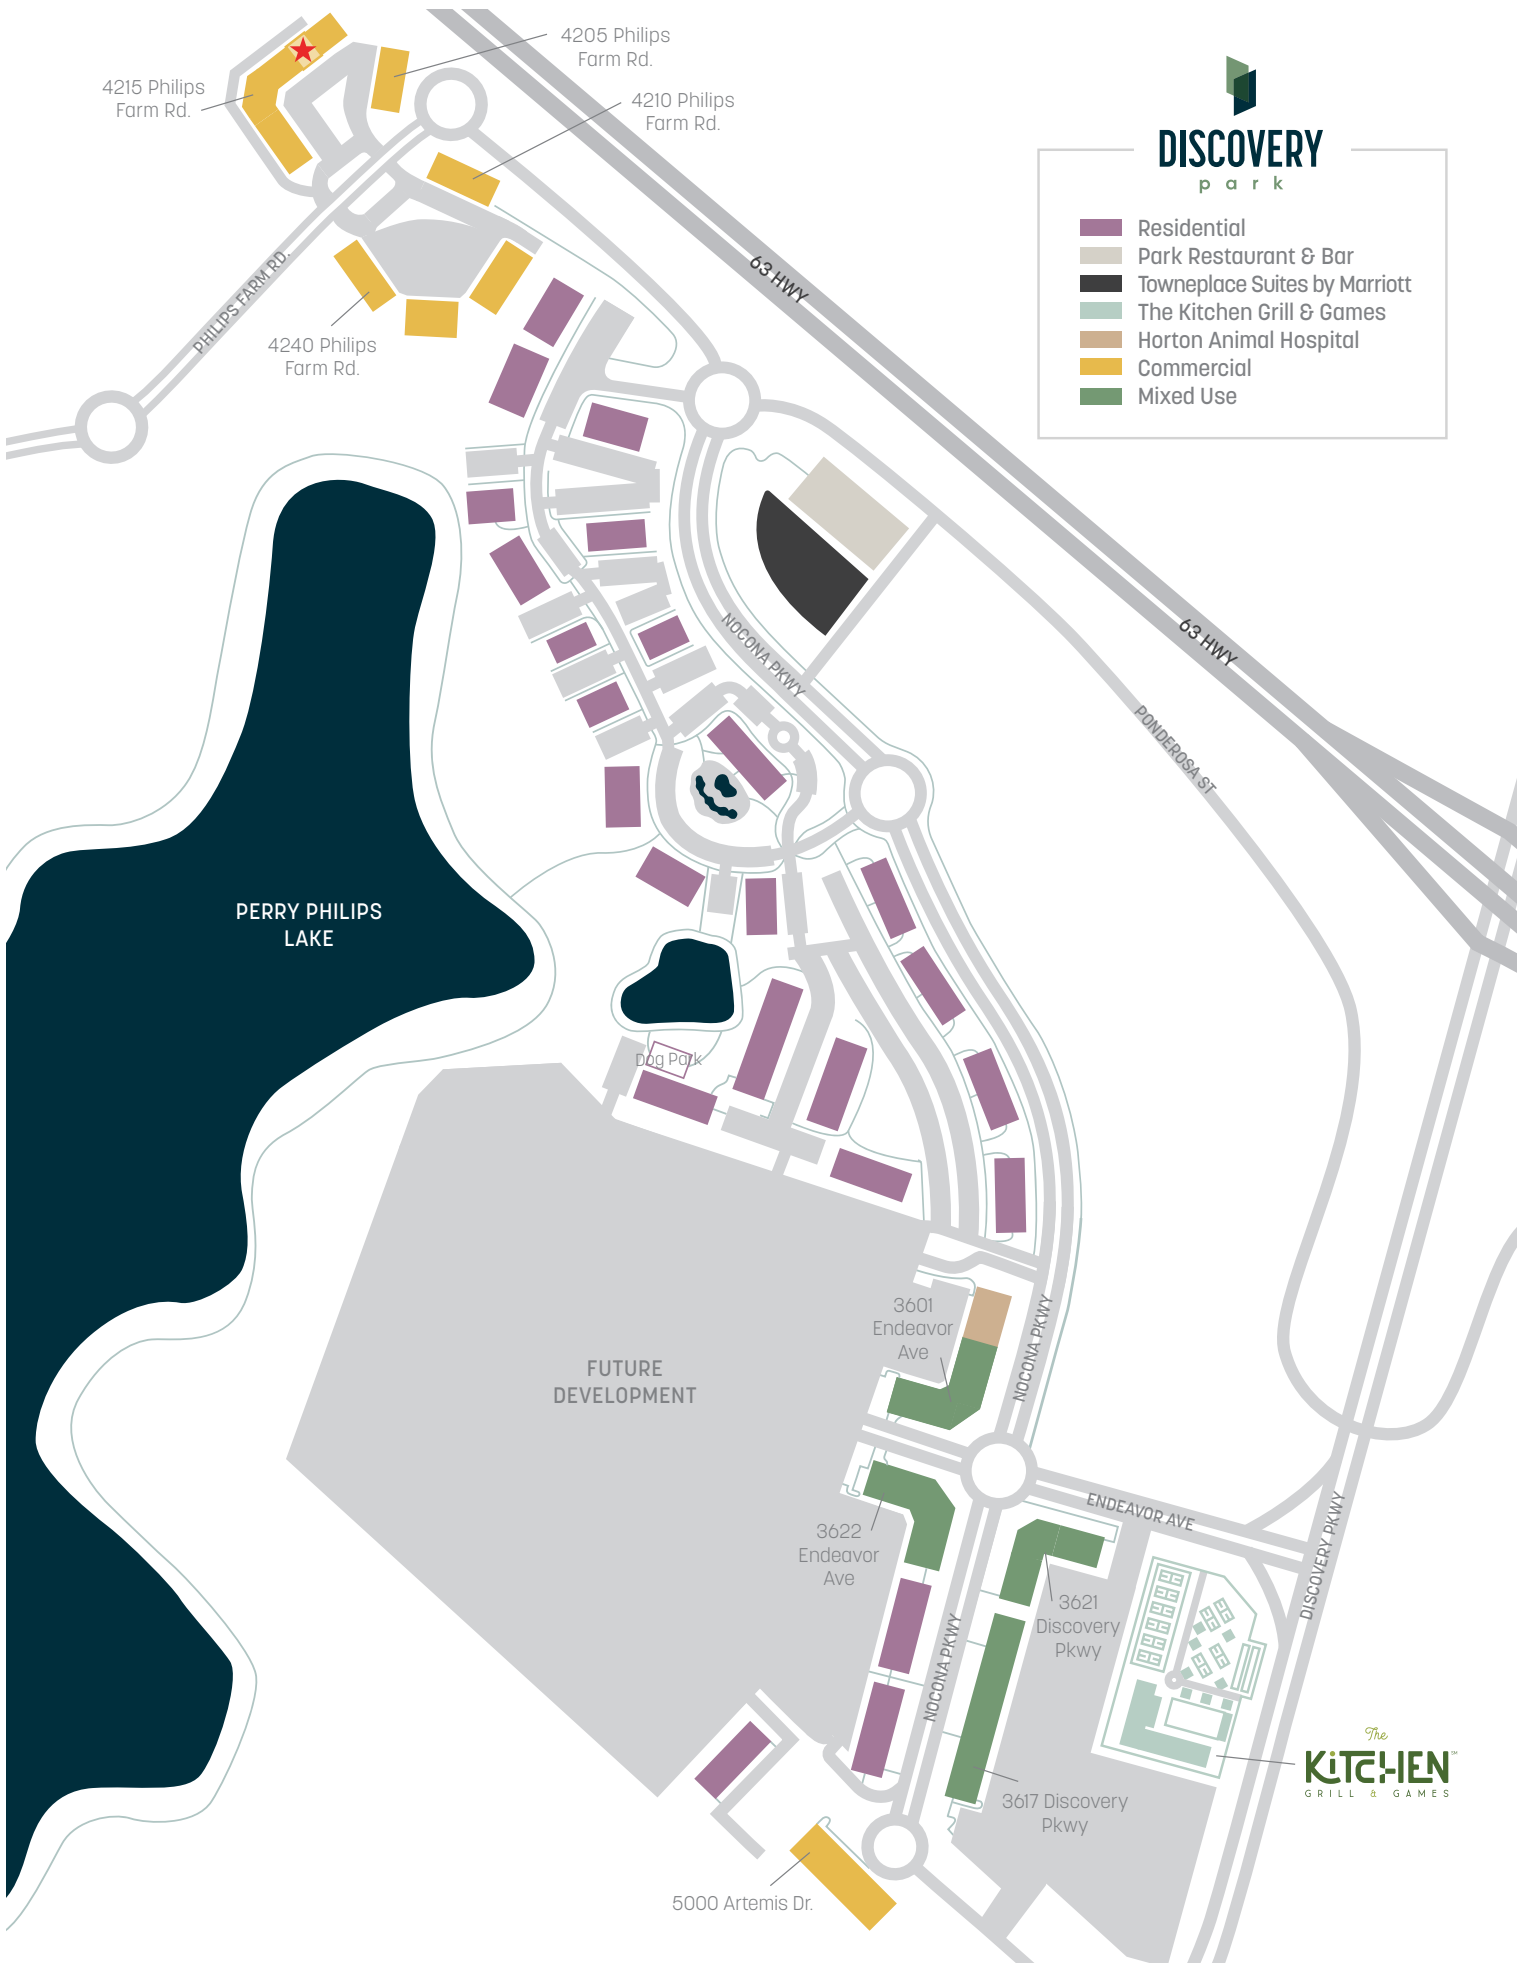 4205 Philips
Farm Rd.
4215 Philips
Farm Rd.
4210 Philips
Farm Rd.
DISCOVERY
park
Residential
Park Restaurant & Bar
Towneplace Suites by Marriott
The Kitchen Grill & Games
Horton Animal Hospital
Commercial
Mixed Use
63 HWY
PHILIPS FARM RD.
4240 Philips
Farm Rd.
NOCONA PKWY
63 HWY
PONDEROSA ST
PERRY PHILIPS
LAKE
Dog Park
3601
Endeavor
Ave
NOCONA PKWY
FUTURE
DEVELOPMENT
ENDEAVOR AVE
DISCOVERY PKWY
3622
Endeavor
Ave
3621
Discovery
Pkwy
NOCONA PKWY
The
KiTCHEN
GRILL & GAMES
3617 Discovery
Pkwy
5000 Artemis Dr.